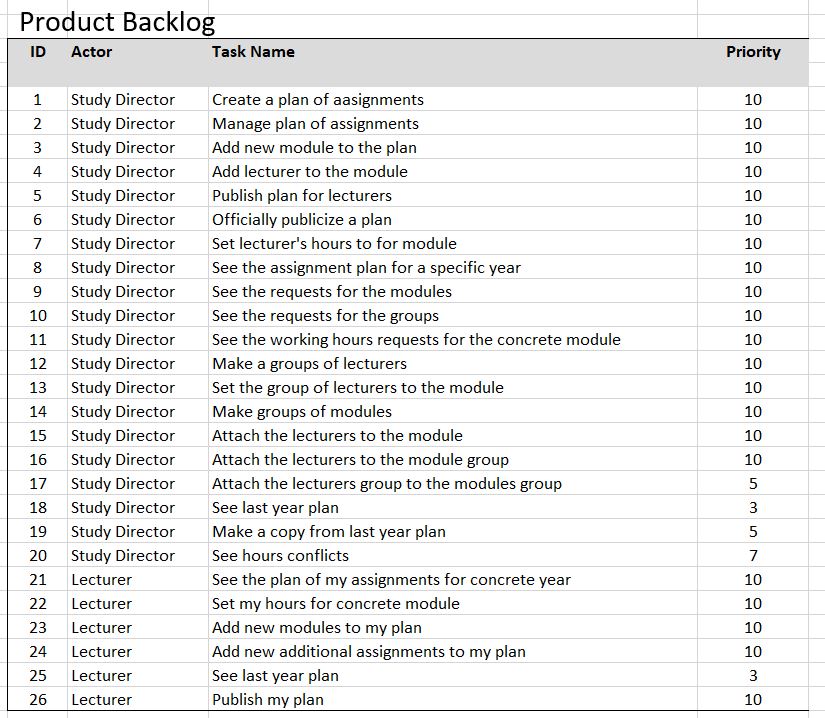 Product Backlog
ID Actor Task Name Priority
1 Study Director Create a plan of aasignments 10
2 Study Director Manage plan of assignments 10
3 Study Director Add new module to the plan 10
4 Study Director Add lecturer to the module 10
5 Study Director Publish plan for lecturers 10
6 Study Director Officially publicize a plan 10
7 Study Director Set lecturer's hours to for module 10
8 Study Director See the assignment plan for a specific year 10
9 Study Director See the requests for the modules 10
10 Study Director See the requests for the groups 10
11 Study Director See the working hours requests for the concrete module 10
12 Study Director Make a groups of lecturers 10
13 Study Director Set the group of lecturers to the module 10
14 Study Director Make groups of modules 10
15 Study Director Attach the lecturers to the module 10
16 Study Director Attach the lecturers to the module group 10
17 Study Director Attach the lecturers group to the modules group 5
18 Study Director See last year plan 3
19 Study Director Make a copy from last year plan 5
20 Study Director See hours conflicts 7
21 Lecturer See the plan of my assignments for concrete year 10
22 Lecturer Set my hours for concrete module 10
23 Lecturer Add new modules to my plan 10
24 Lecturer Add new additional assignments to my plan 10
25 Lecturer See last year plan 3
26 Lecturer Publish my plan 10